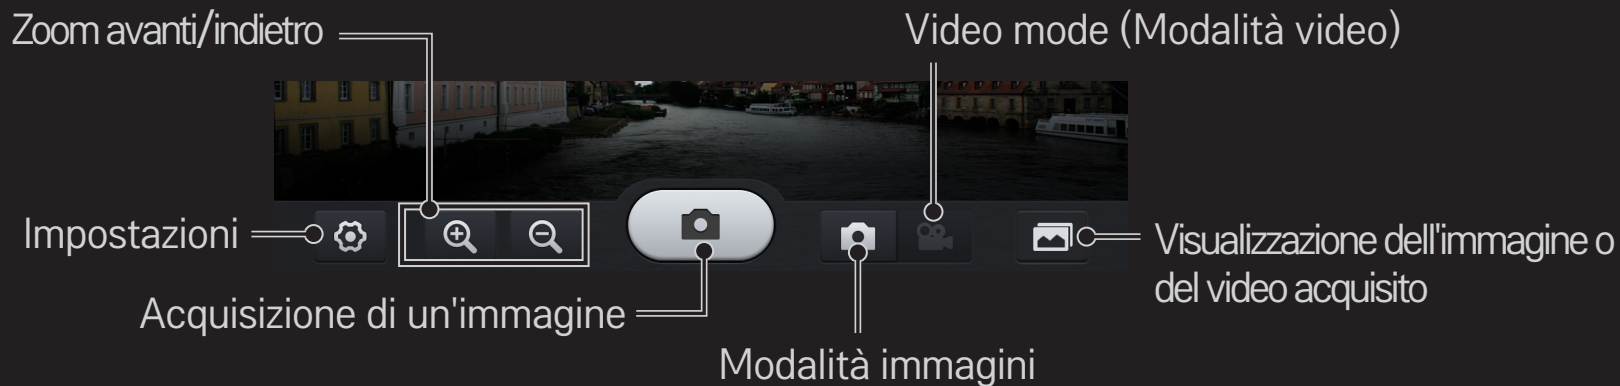 Zoom avanti/indietro
Video mode (Modalità video)
Impostazioni
Visualizzazione dell'immagine o
del video acquisito
Acquisizione di un'immagine
Modalità immagini